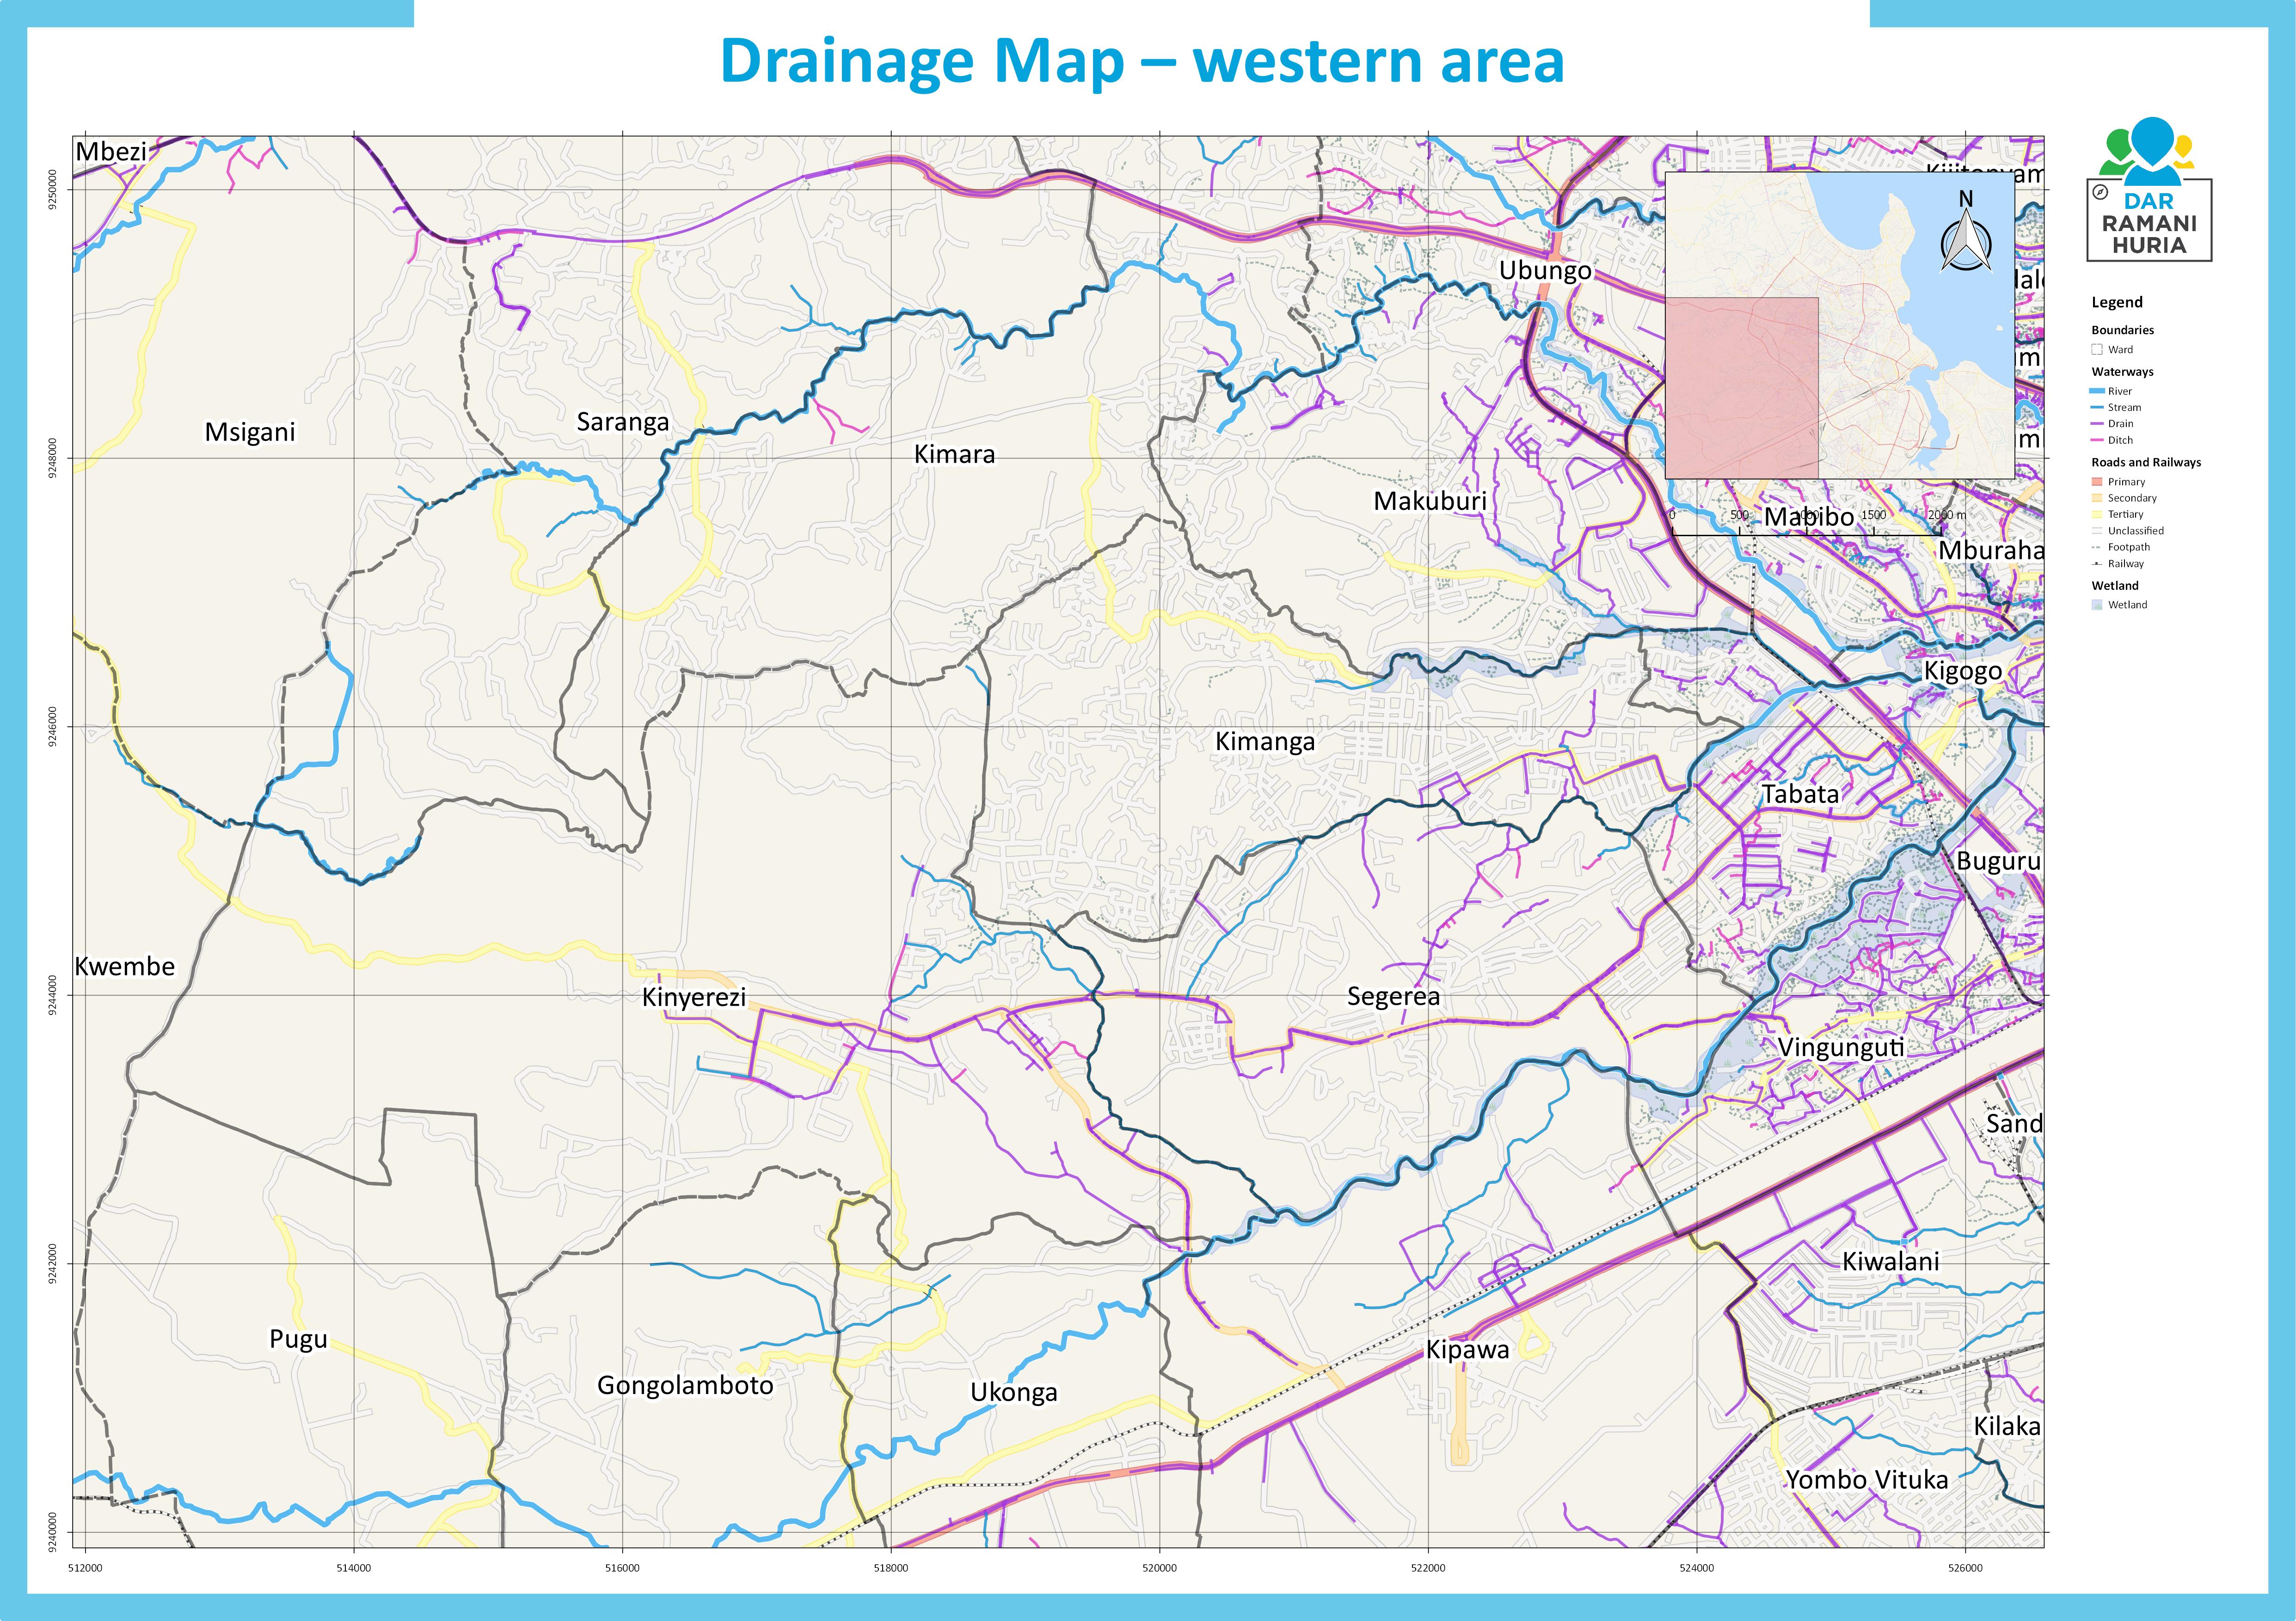 Drainage Map – western area
DAR
RAMANI
HURIA
Legend
Boundaries
Ward
Waterways
River
Stream
Drain
Ditch
Roads and Railways
Primary
Secondary
Tertiary
Unclassified
Footpath
Railway
Wetland
Wetland
N
0 500 1000 1500 2000 m
Mbezi
Ubungo
Msigani
Saranga
Kimara
Makuburi
Mabibo
Mburaha
Kigogo
Kimanga
Tabata
Buguru
Kwembe
Kinyerezi
Segerea
Vingunguti
Sand
Kiwalani
Pugu
Gongolamboto
Ukonga
Kipawa
Kilaka
Yombo Vituka
9250000
9248000
9246000
9244000
9242000
9240000
512000 514000 516000 518000 520000 522000 524000 526000